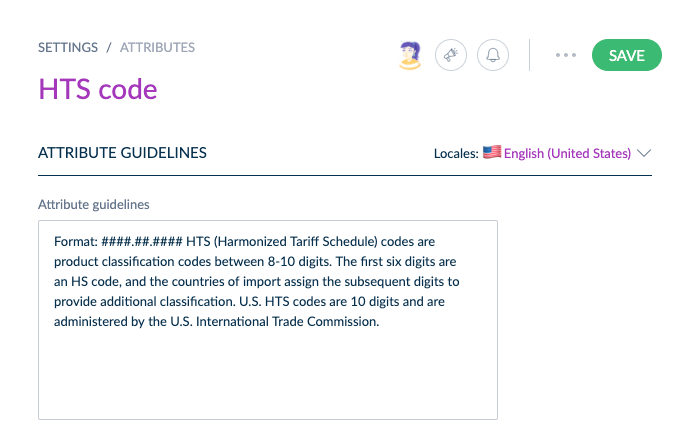 SETTINGS / ATTRIBUTES
SAVE
HTS code
ATTRIBUTE GUIDELINES
Locales: English (United States)
Attribute guidelines
Format: ####.##.#### HTS (Harmonized Tariff Schedule) codes are
product classification codes between 8-10 digits. The first six digits are
an HS code, and the countries of import assign the subsequent digits to
provide additional classification. U.S. HTS codes are 10 digits and are
administered by the U.S. International Trade Commission.